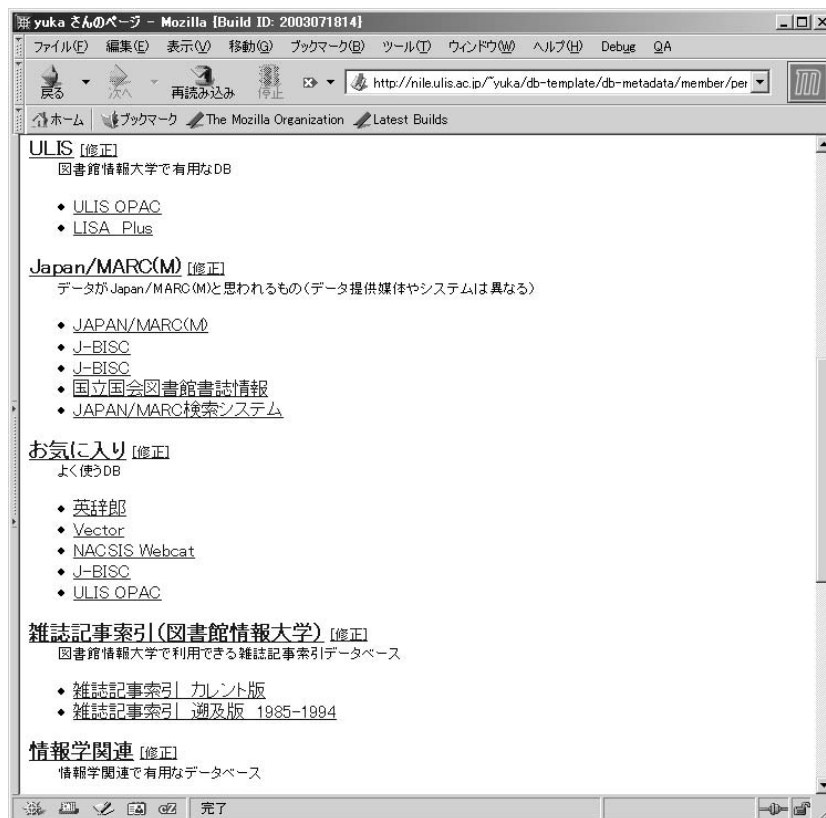 yuka さんのページ - Mozilla {Build ID: 2003071814}
ファイル(F) 編集(E) 表示(V) 移動(G) ブックマーク(B) ツール(T) ウィンドウ(W) ヘルプ(H) Debug QA
戻る 次へ 再読み込み 停止 http://nile.ulis.ac.jp/~yuka/db-template/db-metadata/member/per
ホーム ブックマーク The Mozilla Organization Latest Builds
ULIS [修正]
図書館情報大学で有用なDB
• ULIS OPAC
• LISA Plus
Japan/MARC(M) [修正]
データがJapan/MARC(M)と思われるもの(データ提供媒体やシステムは異なる)
• JAPAN/MARC(M)
• J-BISC
• J-BISC
• 国立国会図書館書誌情報
• JAPAN/MARC検索システム
お気に入り [修正]
よく使うDB
• 英辞郎
• Vector
• NACSIS Webcat
• J-BISC
• ULIS OPAC
雑誌記事索引(図書館情報大学) [修正]
図書館情報大学で利用できる雑誌記事索引データベース
• 雑誌記事索引 カレント版
• 雑誌記事索引 遡及版 1985-1994
情報学関連 [修正]
情報学関連で有用なデータベース
完了